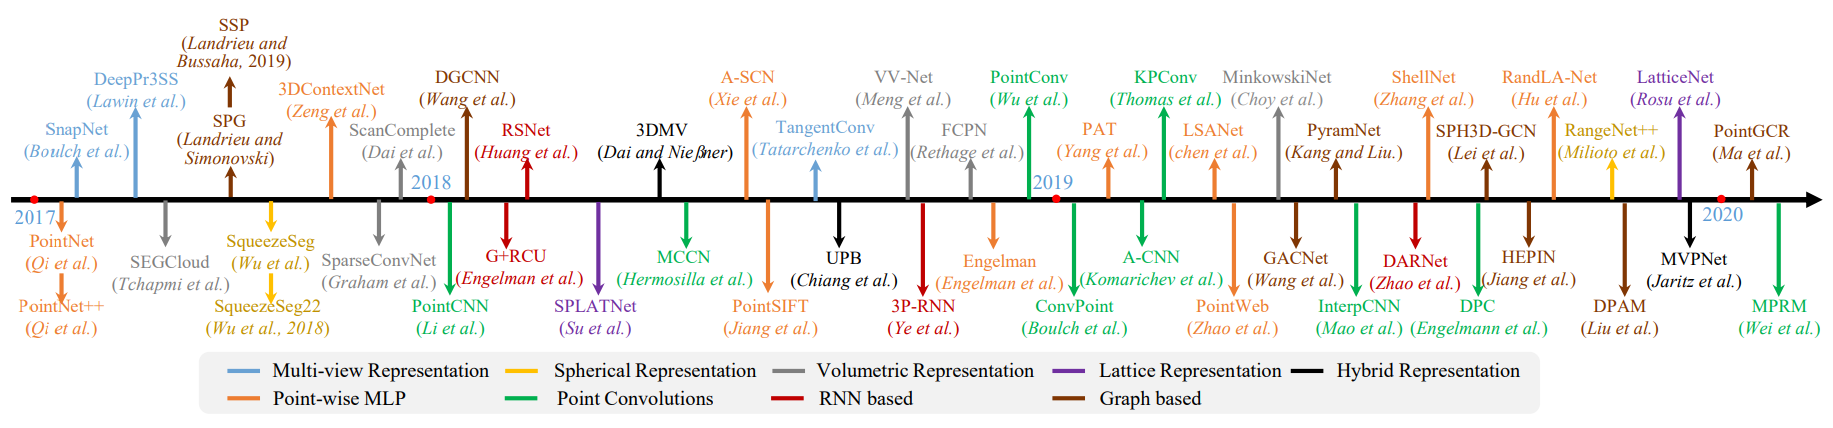 SSP
(Landrieu and
Bussaha, 2019)
DeepPr3SS
(Lawin et al.)
3DContextNet
(Zeng et al.)
DGCNN
(Wang et al.)
A-SCN
(Xie et al.)
VV-Net
(Meng et al.)
PointConv
(Wu et al.)
KPConv
(Thomas et al.)
MinkowskiNet
(Choy et al.)
ShellNet
(Zhang et al.)
RandLA-Net
(Hu et al.)
LatticeNet
(Rosu et al.)
SnapNet
(Boulch et al.)
SPG
(Landrieu and
Simonovski)
ScanComplete
(Dai et al.)
RSNet
(Huang et al.)
3DMV
(Dai and Nießner)
TangentConv
(Tatarchenko et al.)
FCPN
(Rethage et al.)
PAT
(Yang et al.)
LSANet
(chen et al.)
PyramNet
(Kang and Liu.)
SPH3D-GCN
(Lei et al.)
RangeNet++
(Milioto et al.)
PointGCR
(Ma et al.)
2017
2018
2019
2020
PointNet
(Qi et al.)
SEGCloud
(Tchapmi et al.)
SqueezeSeg
(Wu et al.)
SparseConvNet
(Graham et al.)
G+RCU
(Engelman et al.)
MCCN
(Hermosilla et al.)
UPB
(Chiang et al.)
Engelman
(Engelman et al.)
A-CNN
(Komarichev et al.)
GACNet
(Wang et al.)
DARNet
(Zhao et al.)
HEPIN
(Jiang et al.)
MVPNet
(Jaritz et al.)
PointNet++
(Qi et al.)
SqueezeSeg22
(Wu et al., 2018)
PointCNN
(Li et al.)
SPLATNet
(Su et al.)
PointSIFT
(Jiang et al.)
3P-RNN
(Ye et al.)
ConvPoint
(Boulch et al.)
PointWeb
(Zhao et al.)
InterpCNN
(Mao et al.)
DPC
(Engelmann et al.)
DPAM
(Liu et al.)
MPRM
(Wei et al.)
Multi-view Representation
Spherical Representation
Volumetric Representation
Lattice Representation
Hybrid Representation
Point-wise MLP
Point Convolutions
RNN based
Graph based